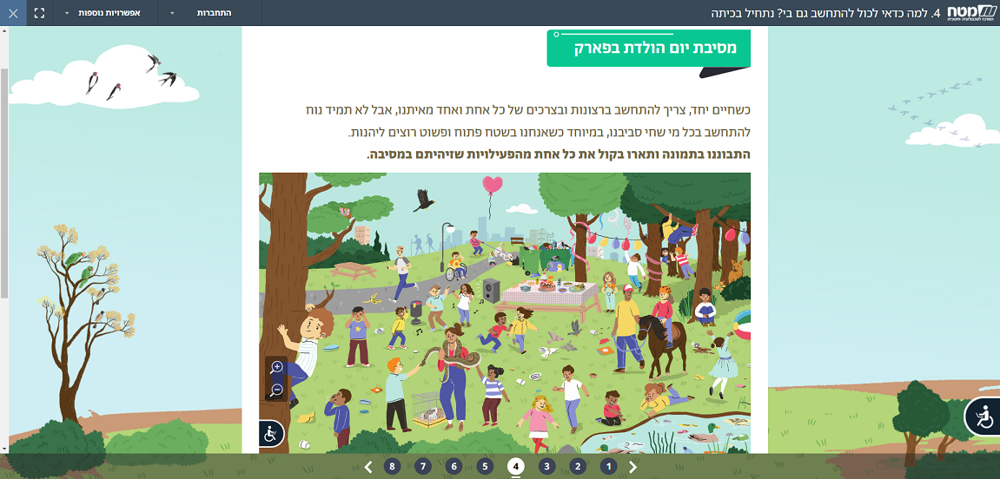 מטח
המרכז לטכנולוגיה חינוכית
4. למה כדאי לכול להתחשב גם בי? נתחיל בכיתה
התחברות
אפשרויות נוספות
מסיבת יום הולדת בפארק
כשחיים יחד, צריך להתחשב ברצונות ובצרכים של כל אחת ואחד מאיתנו, אבל לא תמיד נוח
להתחשב בכל מי שחי סביבנו, במיוחד כשאנחנו בשטח פתוח ופשוט רוצים ליהנות.
התבוננו בתמונה ותארו בקול את כל אחת מהפעילויות שזיהיתם במסיבה.
1 2 3 4 5 6 7 8